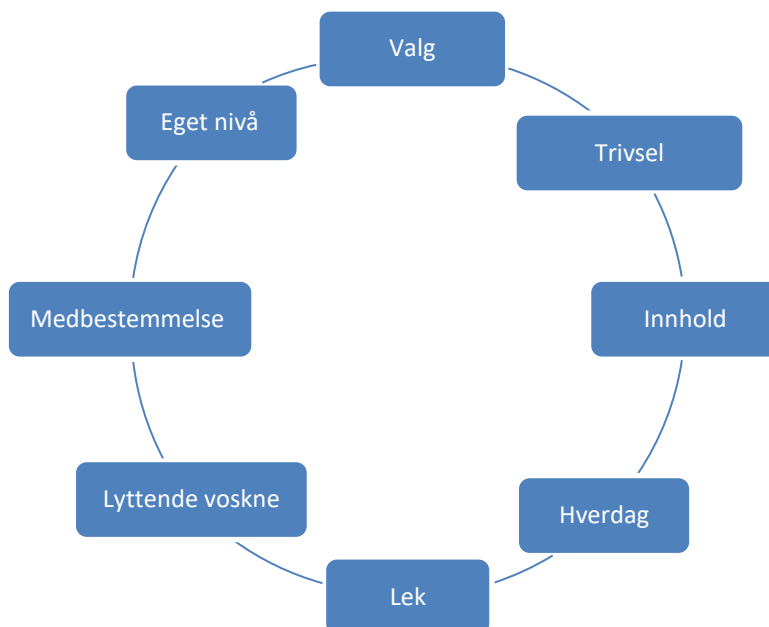 Valg
Trivsel
Innhold
Hverdag
Lek
Lyttende voskne
Medbestemmelse
Eget nivå